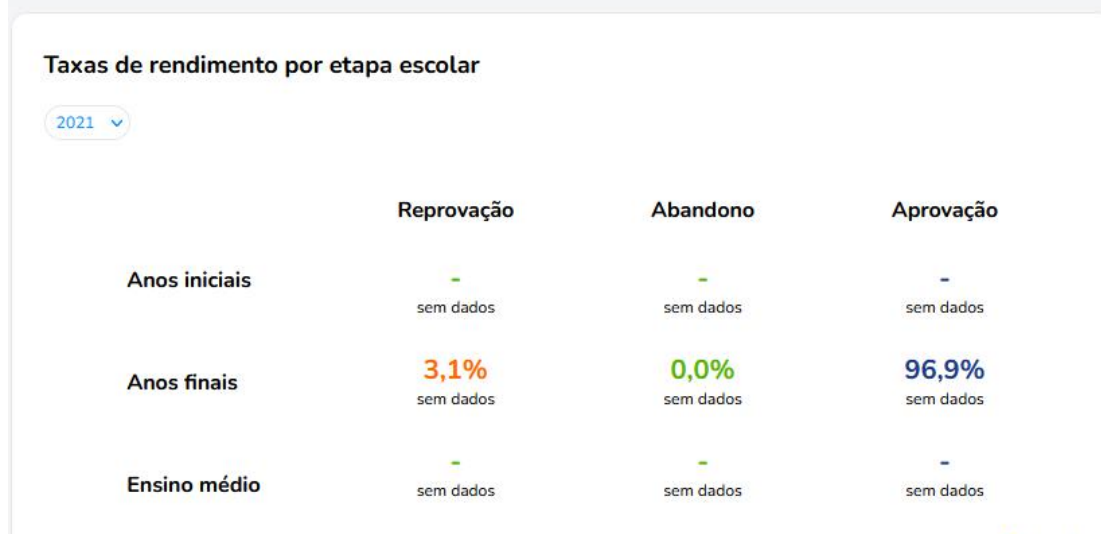 Taxas de rendimento por etapa escolar
2021
Reprovação Abandono Aprovação
Anos iniciais - - -
sem dados sem dados sem dados
Anos finais 3,1% 0,0% 96,9%
sem dados sem dados sem dados
Ensino médio - - -
sem dados sem dados sem dados